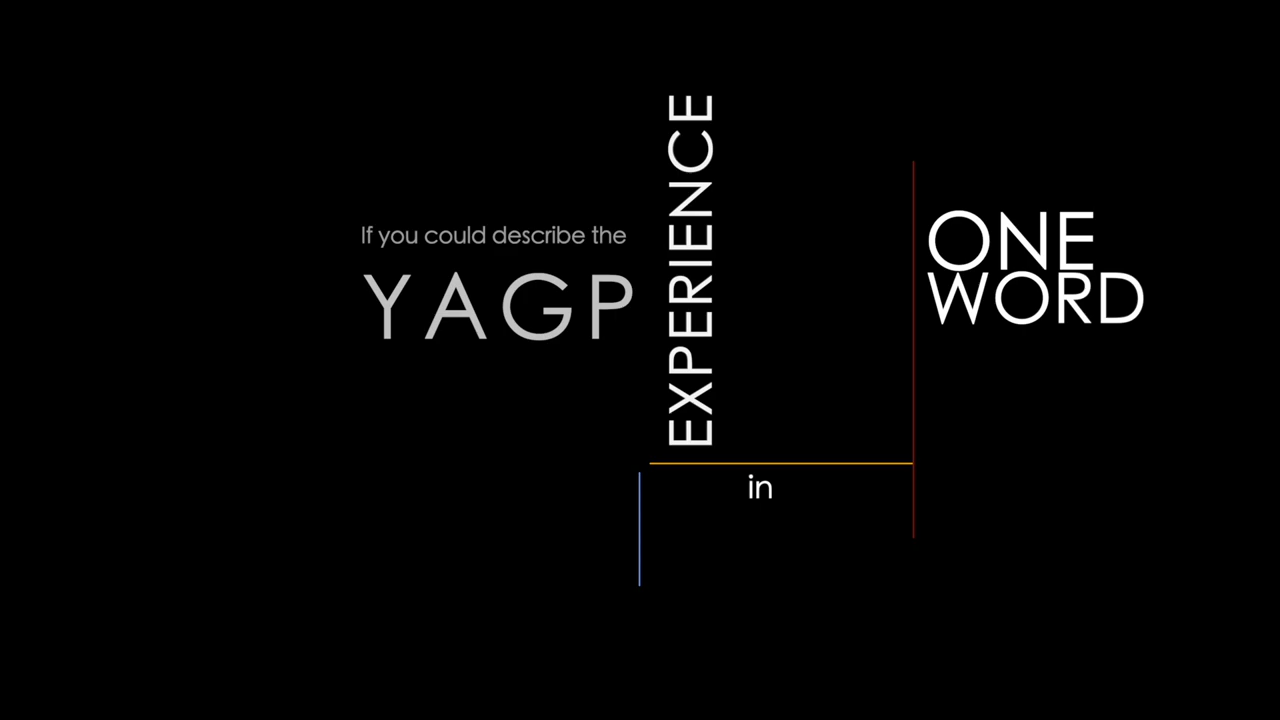 If you could describe the
YAGP
EXPERIENCE
in
ONE
WORD